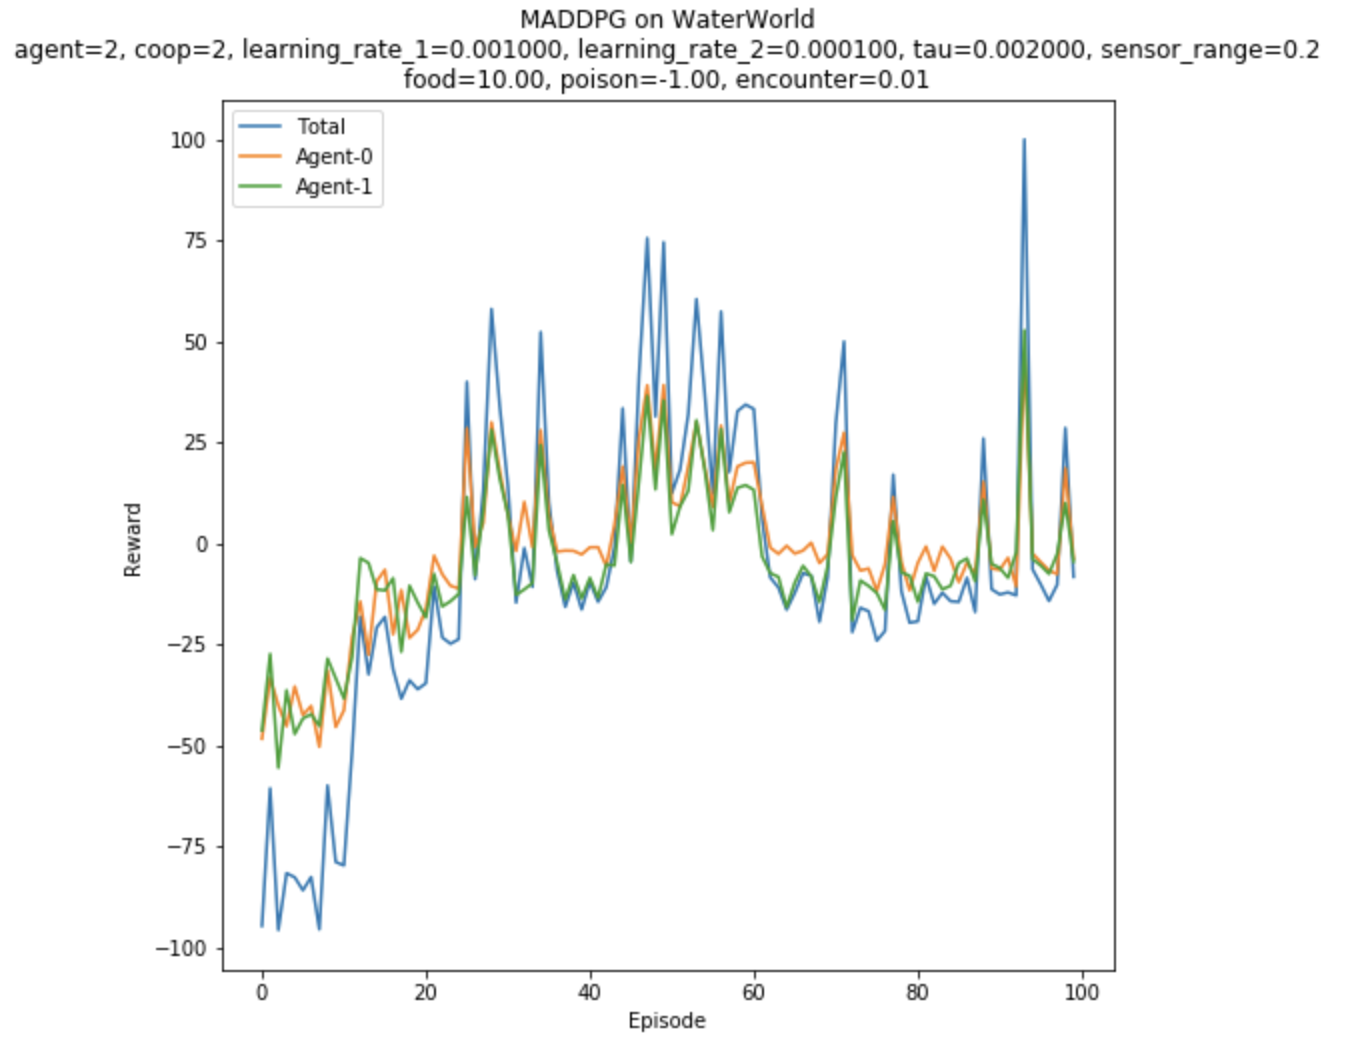 MADDPG on WaterWorld
agent=2, coop=2, learning_rate_1=0.001000, learning_rate_2=0.000100, tau=0.002000, sensor_range=0.2
food=10.00, poison=-1.00, encounter=0.01
Total
Agent-0
Agent-1
100
75
50
25
0
−25
−50
−75
−100
Reward
0 20 40 60 80 100
Episode